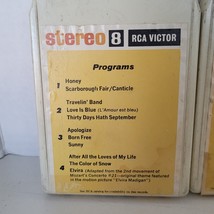 stereo 8 RCA VICTOR
Programs
1 Honey
Scarborough Fair/Canticle
2 Travelin' Band
Love Is Blue (L'Amour est bleu)
Thirty Days Hath September
3 Apologize
Born Free
Sunny
4 After All the Loves of My Life
The Color of Snow
Elvira (Adapted from the 2nd movement of
Mozart's Concerto #21)—original theme featured
in the motion picture "Elvira Madigan")